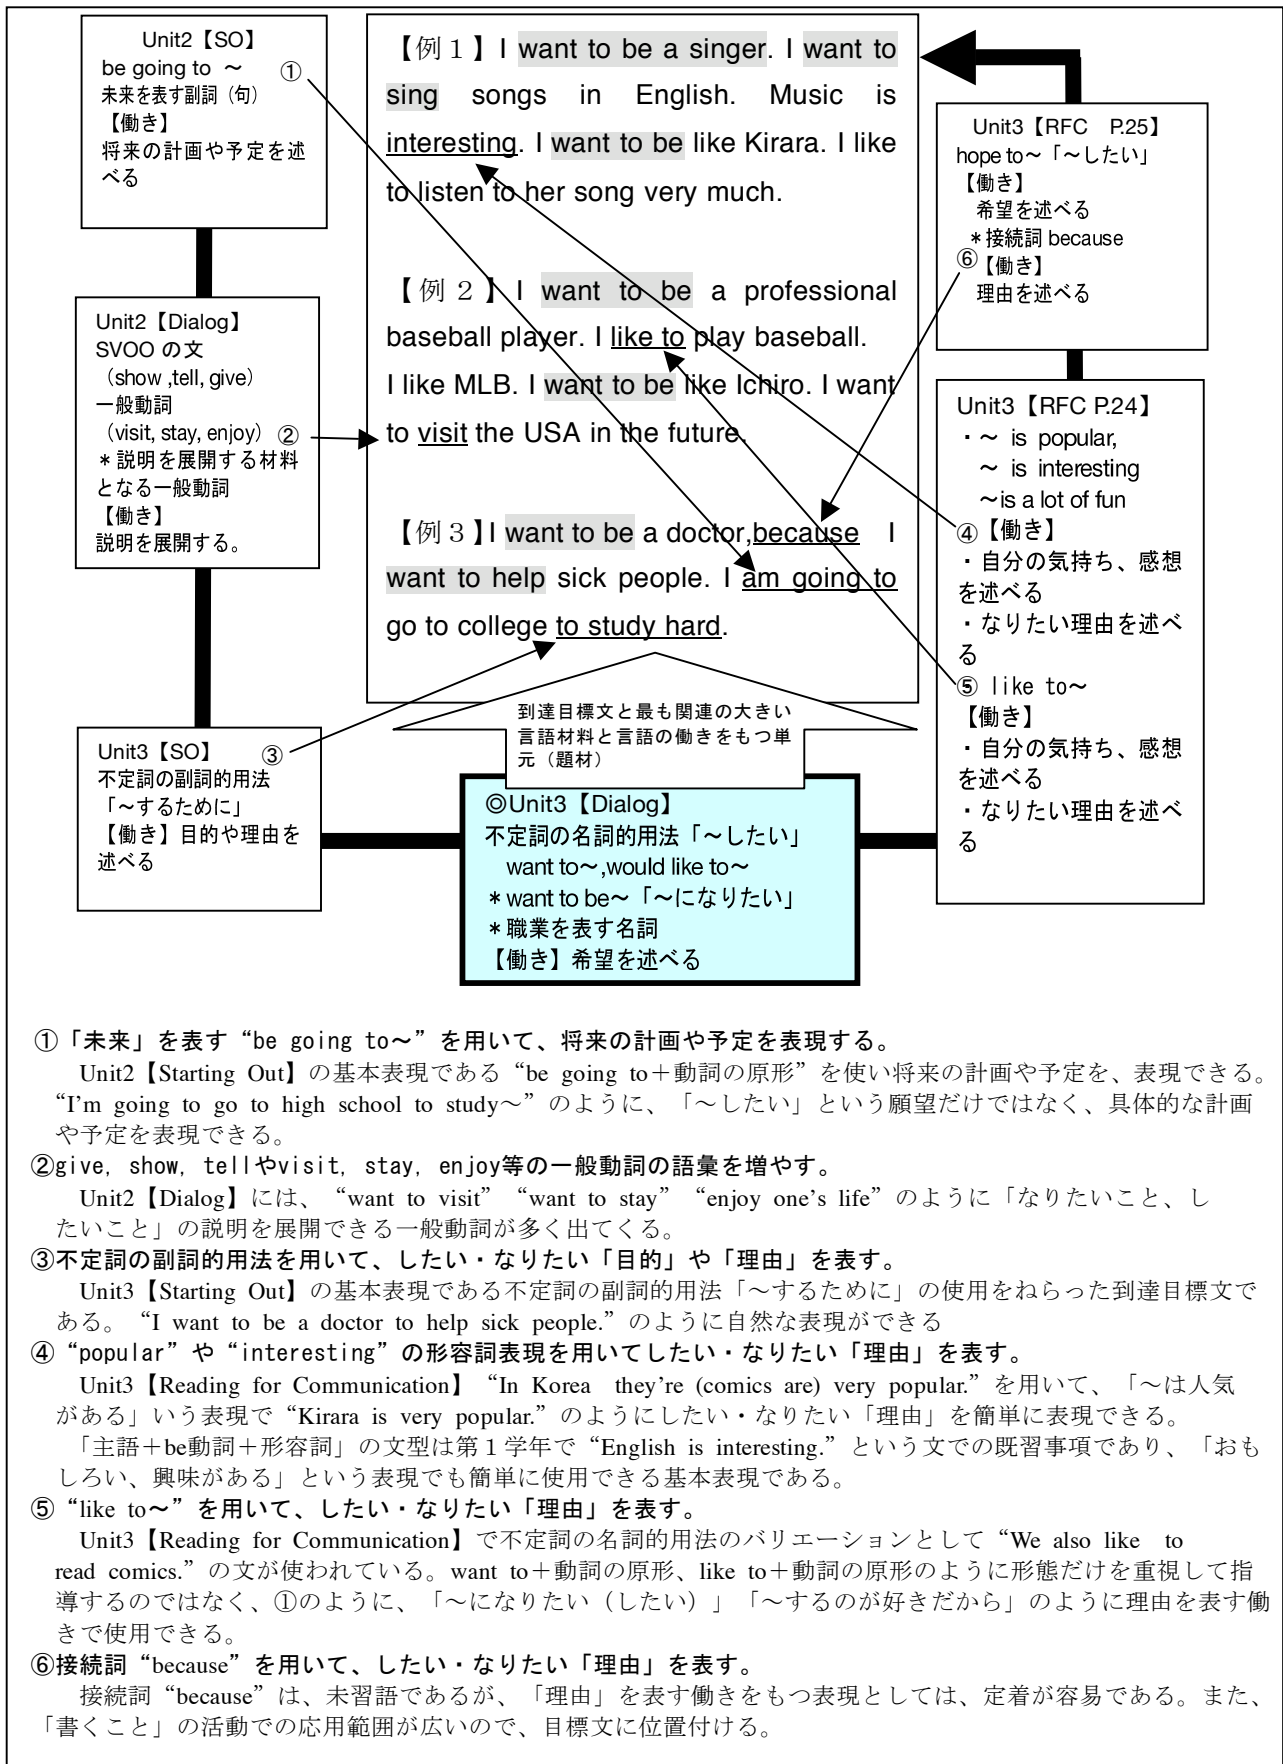 Unit2【SO】
be going to ～ ①
未来を表す副詞（句）
【働き】
将来の計画や予定を述
べる
Unit2【Dialog】
SVOO の文
（show ,tell, give）
一般動詞
（visit, stay, enjoy） ②
＊説明を展開する材料
となる一般動詞
【働き】
説明を展開する。
Unit3【SO】 ③
不定詞の副詞的用法
「～するために」
【働き】目的や理由を
述べる
【例１】I want to be a singer. I want to
sing songs in English. Music is
interesting. I want to be like Kirara. I like
to listen to her song very much.
【例２】I want to be a professional
baseball player. I like to play baseball.
I like MLB. I want to be like Ichiro. I want
to visit the USA in the future.
【例３】I want to be a doctor,because I
want to help sick people. I am going to
go to college to study hard.
到達目標文と最も関連の大きい
言語材料と言語の働きをもつ単
元（題材）
◎Unit3【Dialog】
不定詞の名詞的用法「～したい」
want to～,would like to～
＊want to be～「～になりたい」
＊職業を表す名詞
【働き】希望を述べる
Unit3【RFC P.25】
hope to～「～したい」
【働き】
希望を述べる
＊接続詞 because
⑥【働き】
理由を述べる
Unit3【RFC P.24】
・～ is popular,
～ is interesting
～is a lot of fun
④【働き】
・自分の気持ち、感想
を述べる
・なりたい理由を述べ
る
⑤ like to～
【働き】
・自分の気持ち、感想
を述べる
・なりたい理由を述べ
る
①「未来」を表す“be going to～”を用いて、将来の計画や予定を表現する。
Unit2【Starting Out】の基本表現である“be going to＋動詞の原形”を使い将来の計画や予定を、表現できる。
“I'm going to go to high school to study～”のように、「～したい」という願望だけではなく、具体的な計画
や予定を表現できる。
②give, show, tellやvisit, stay, enjoy等の一般動詞の語彙を増やす。
Unit2【Dialog】には、“want to visit”“want to stay”“enjoy one's life”のように「なりたいこと、し
たいこと」の説明を展開できる一般動詞が多く出てくる。
③不定詞の副詞的用法を用いて、したい・なりたい「目的」や「理由」を表す。
Unit3【Starting Out】の基本表現である不定詞の副詞的用法「～するために」の使用をねらった到達目標文で
ある。“I want to be a doctor to help sick people.”のように自然な表現ができる
④“popular”や“interesting”の形容詞表現を用いてしたい・なりたい「理由」を表す。
Unit3【Reading for Communication】“In Korea they're (comics are) very popular.”を用いて、「～は人気
がある」いう表現で“Kirara is very popular.”のようにしたい・なりたい「理由」を簡単に表現できる。
「主語＋be動詞＋形容詞」の文型は第１学年で“English is interesting.”という文での既習事項であり、「おも
しろい、興味がある」という表現でも簡単に使用できる基本表現である。
⑤“like to～”を用いて、したい・なりたい「理由」を表す。
Unit3【Reading for Communication】で不定詞の名詞的用法のバリエーションとして“We also like to
read comics.”の文が使われている。want to＋動詞の原形、like to＋動詞の原形のように形態だけを重視して指
導するのではなく、①のように、「～になりたい（したい）」「～するのが好きだから」のように理由を表す働
きで使用できる。
⑥接続詞“because”を用いて、したい・なりたい「理由」を表す。
接続詞“because”は、未習語であるが、「理由」を表す働きをもつ表現としては、定着が容易である。また、
「書くこと」の活動での応用範囲が広いので、目標文に位置付ける。